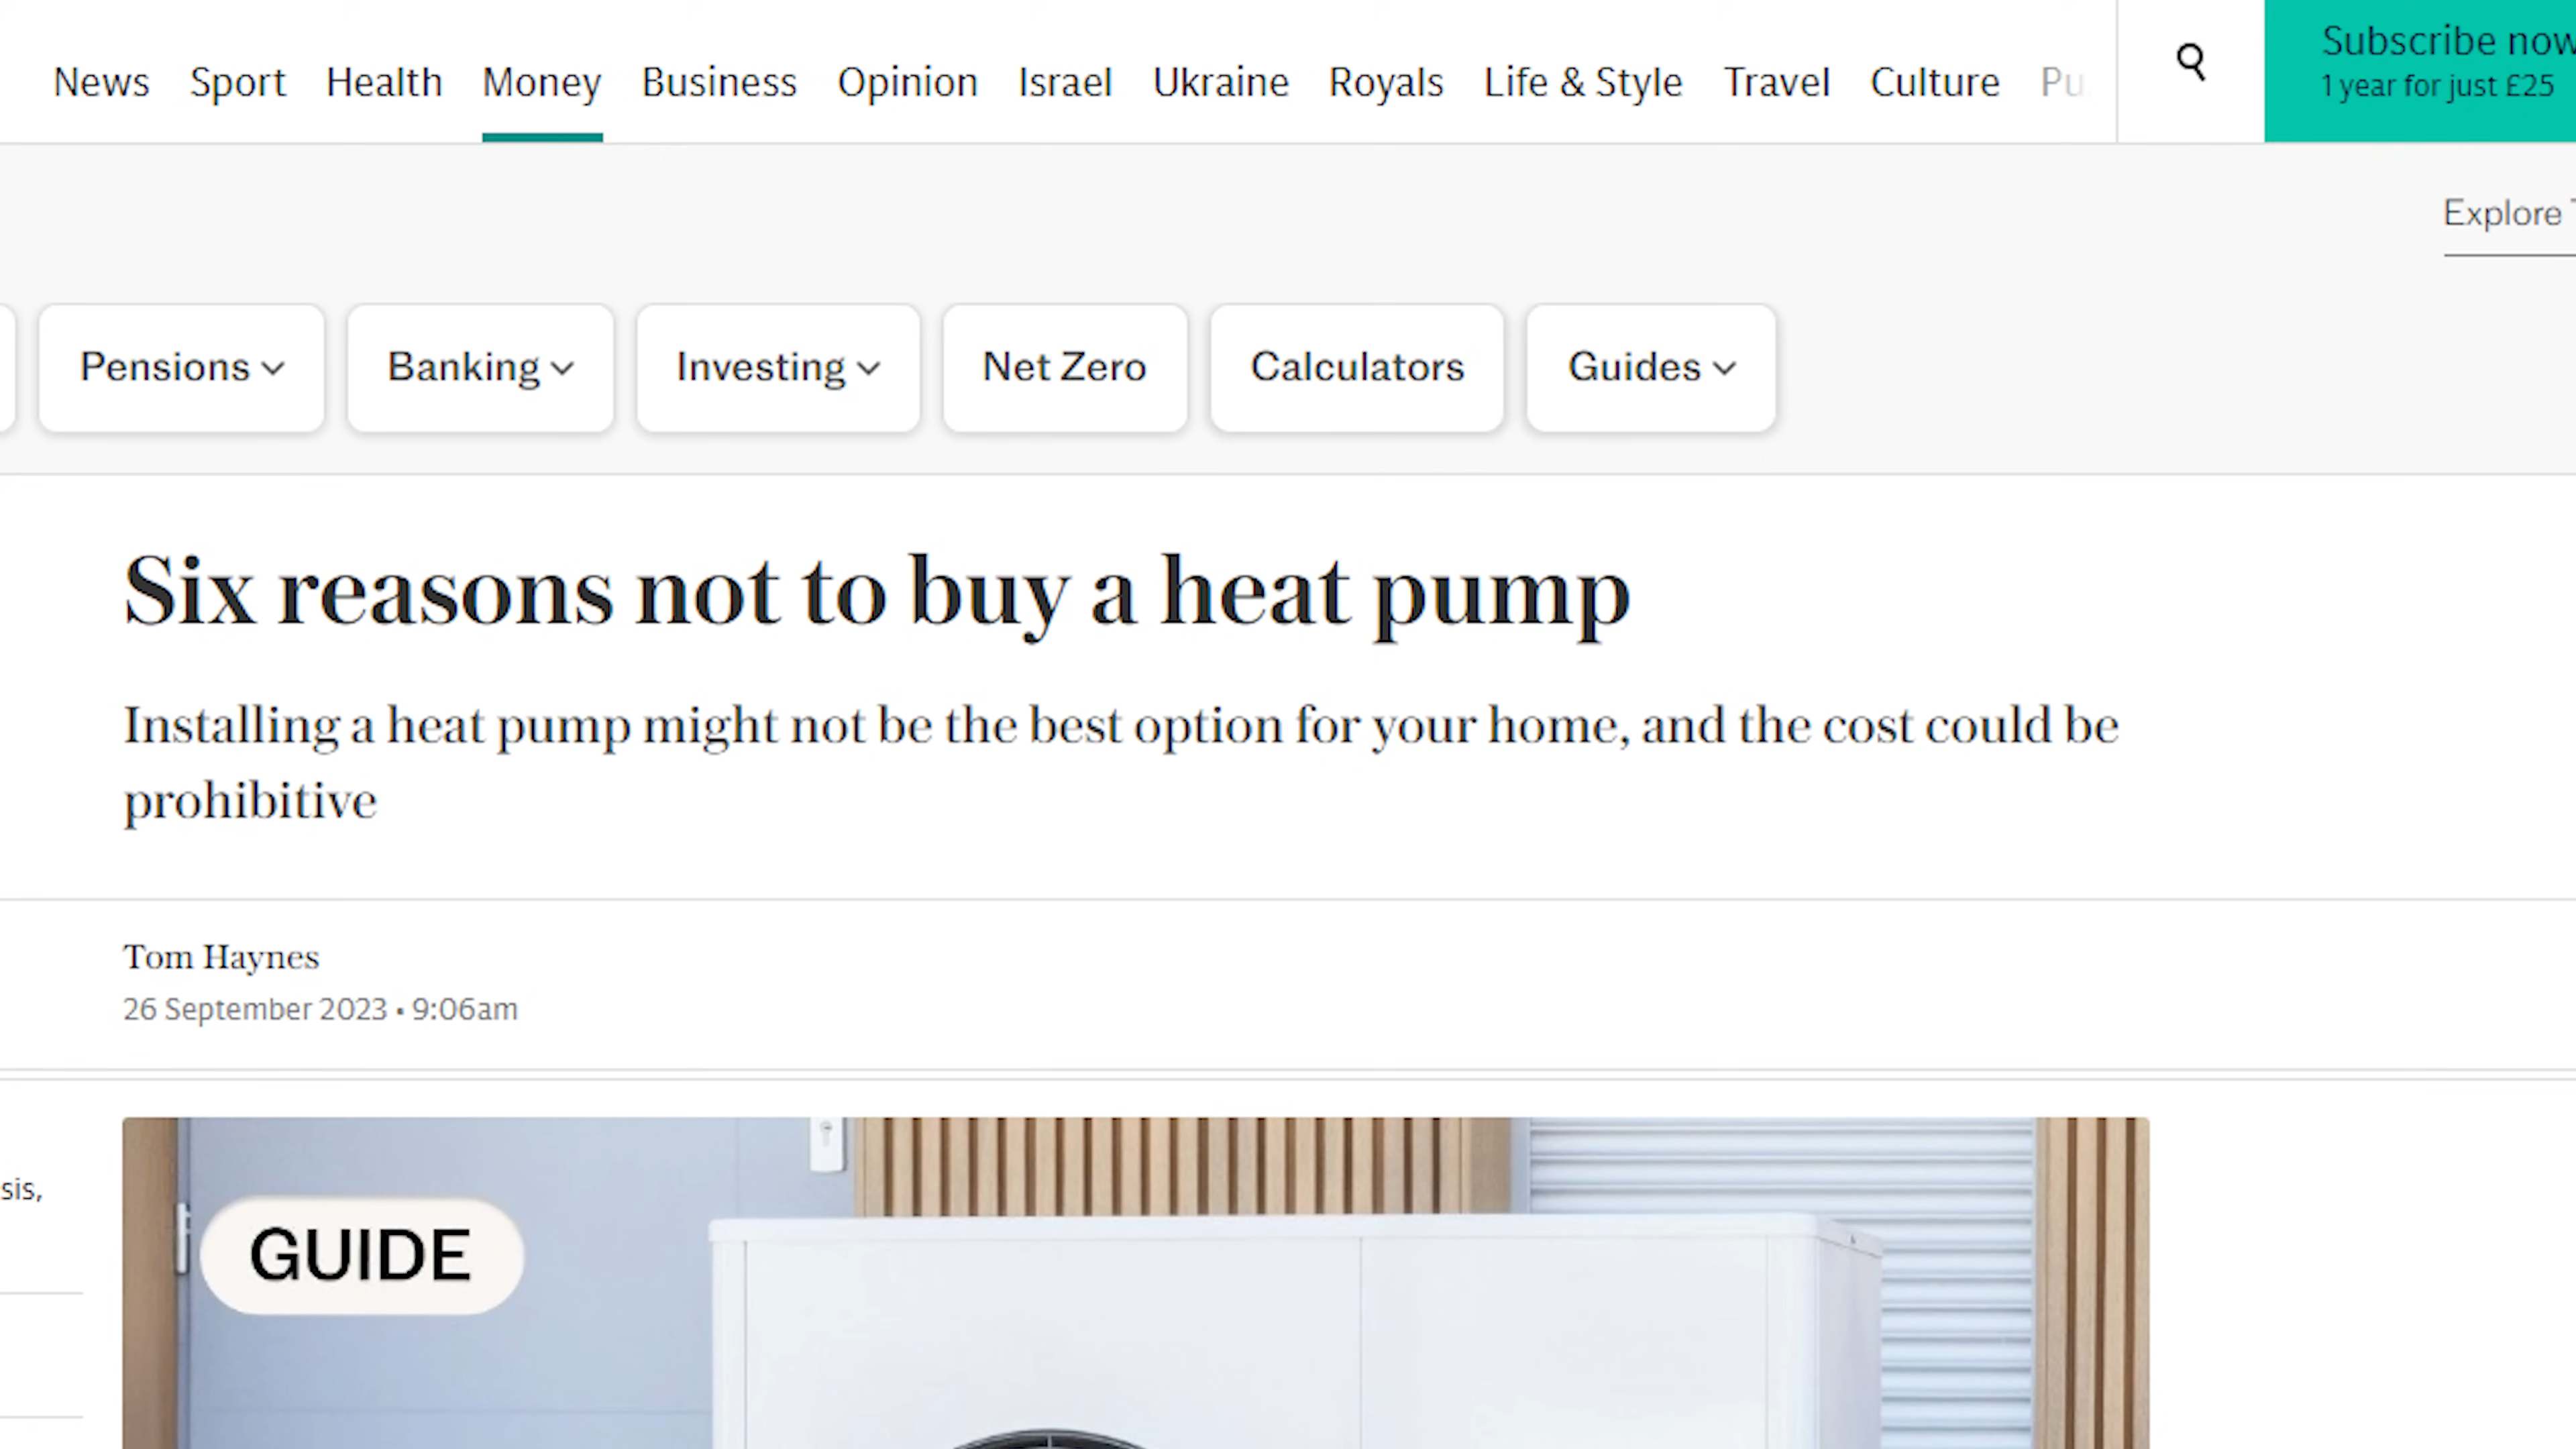 News Sport Health Money Business Opinion Israel Ukraine Royals Life & Style Travel Culture
Subscribe now
1 year for just £25
Explore
Pensions Banking Investing Net Zero Calculators Guides
Six reasons not to buy a heat pump
Installing a heat pump might not be the best option for your home, and the cost could be
prohibitive
Tom Haynes
26 September 2023 • 9:06am
sis,
GUIDE